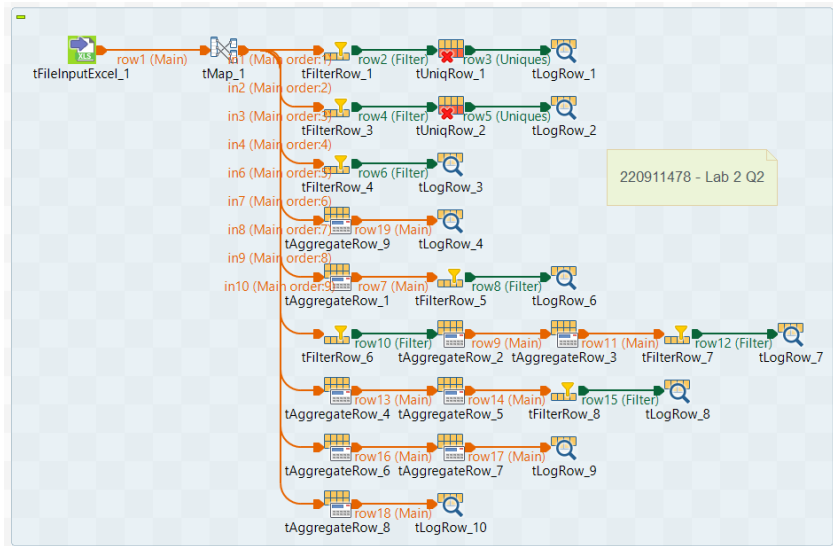 XLS
row1 (Main)
in1 (Main order:1)
row2 (Filter)
row3 (Uniques)
tFileInputExcel_1
tMap_1
tFilterRow_1
tUniqRow_1
tLogRow_1
in2 (Main order:2)
in3 (Main order:3)
row4 (Filter)
row5 (Uniques)
tFilterRow_3
tUniqRow_2
tLogRow_2
in4 (Main order:4)
in6 (Main order:5)
row6 (Filter)
tFilterRow_4
tLogRow_3
220911478 - Lab 2 Q2
in7 (Main order:6)
in8 (Main order:7)
row19 (Main)
tAggregateRow_9
tLogRow_4
in9 (Main order:8)
in10 (Main order:9)
row7 (Main)
row8 (Filter)
tAggregateRow_1
tFilterRow_5
tLogRow_6
row10 (Filter)
row9 (Main)
row11 (Main)
row12 (Filter)
tFilterRow_6
tAggregateRow_2
tAggregateRow_3
tFilterRow_7
tLogRow_7
row13 (Main)
row14 (Main)
row15 (Filter)
tAggregateRow_4
tAggregateRow_5
tFilterRow_8
tLogRow_8
row16 (Main)
row17 (Main)
tAggregateRow_6
tAggregateRow_7
tLogRow_9
row18 (Main)
tAggregateRow_8
tLogRow_10